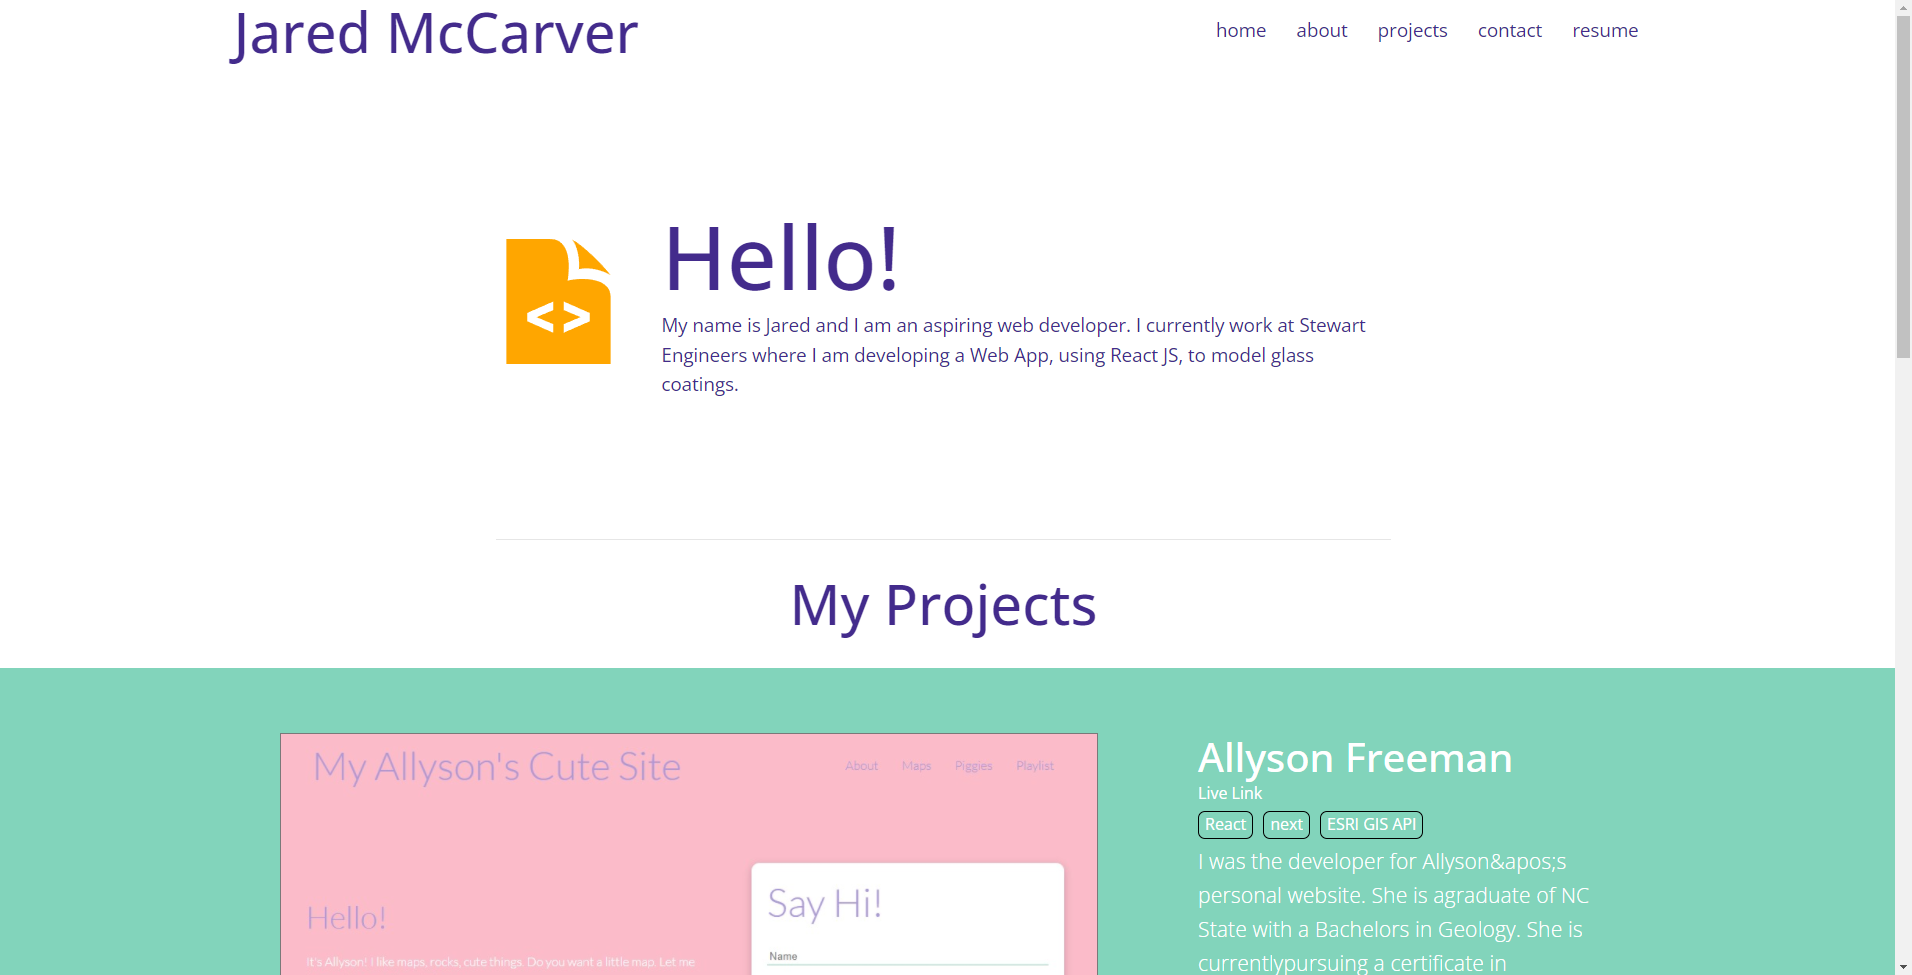 Jared McCarver
home about projects contact resume
<>
Hello!
My name is Jared and I am an aspiring web developer. I currently work at Stewart
Engineers where I am developing a Web App, using React JS, to model glass
coatings.
My Projects
My Allyson's Cute Site
About Maps Piggies Playlist
Say Hi!
Name
Hello!
It's Allyson! I like maps, rocks, cute things. Do you want a little map. Let me
Allyson Freeman
Live Link
React next ESRI GIS API
I was the developer for Allyson&apos;s
personal website. She is agraduate of NC
State with a Bachelors in Geology. She is
currentlypursuing a certificate in